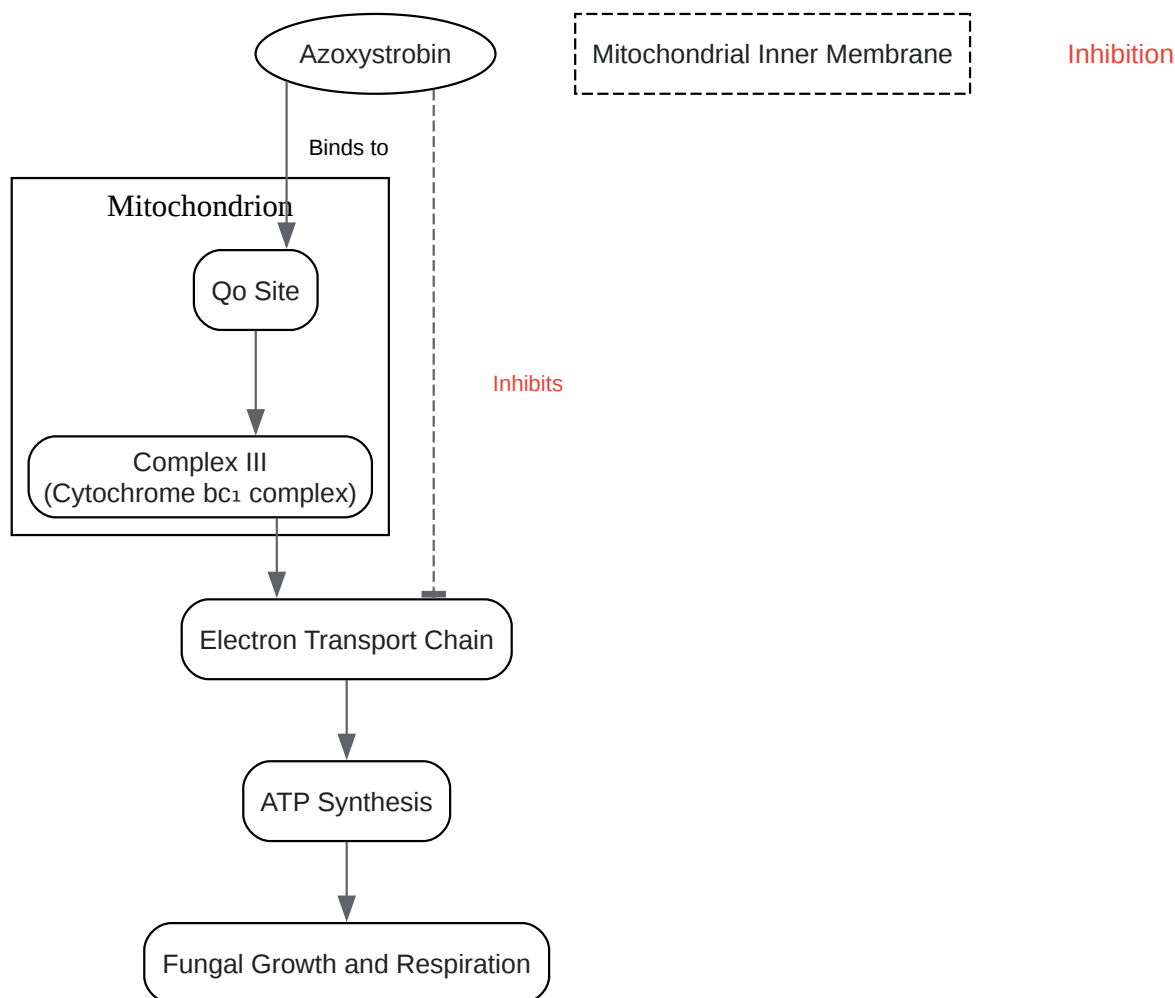 Azoxystrobin
Mitochondrial Inner Membrane
Inhibition
Binds to
Mitochondrion
Qo Site
Inhibits
Complex III
(Cytochrome bc₁ complex)
Electron Transport Chain
ATP Synthesis
Fungal Growth and Respiration